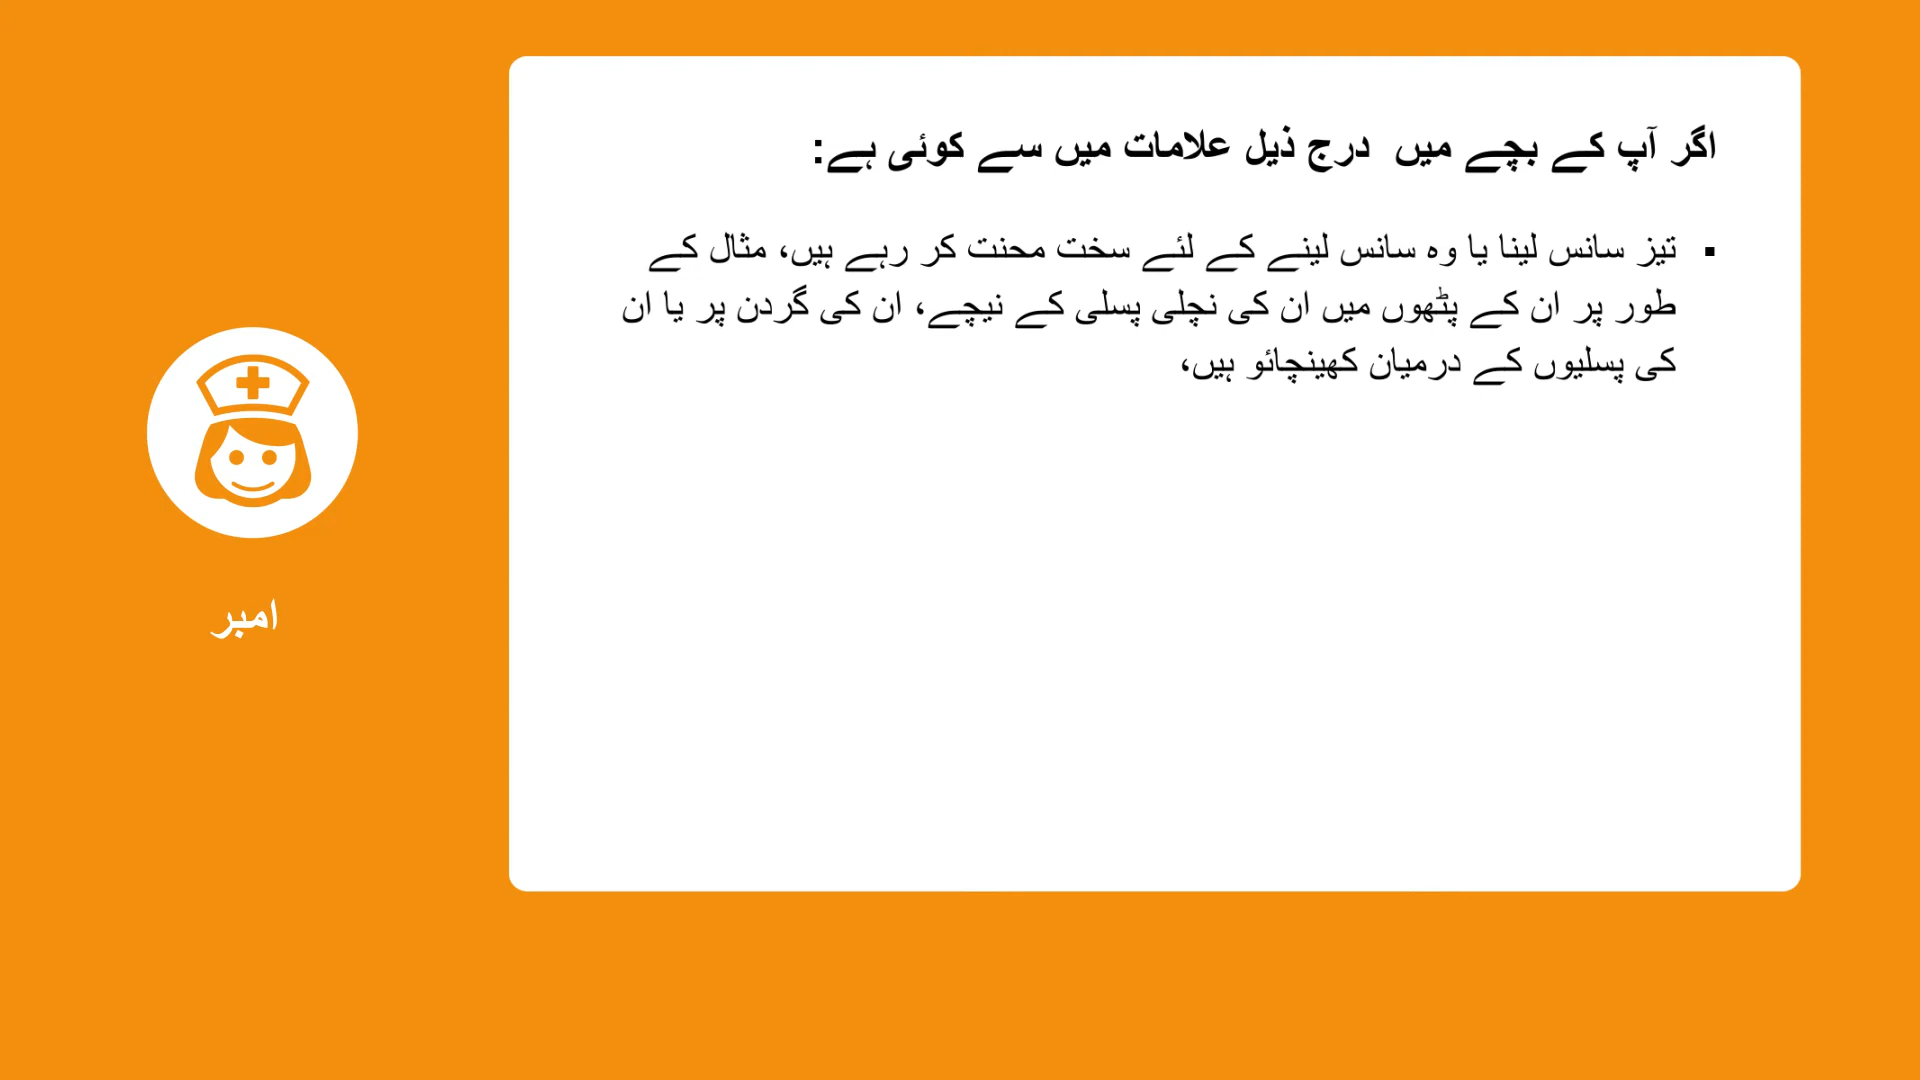 اگر آپ کے بچے میں  درج ذیل علامات میں سے کوئی ہے:
▪ تیز سانس لینا یا وہ سانس لینے کے لئے سخت محنت کر رہے ہیں، مثال کے
طور پر ان کے پٹھوں میں ان کی نچلی پسلی کے نیچے، ان کی گردن پر یا ان
کی پسلیوں کے درمیان کھینچائو ہیں،
امبر